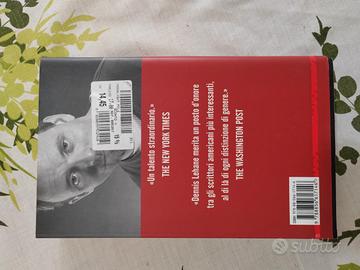 «Un talento straordinario.»
THE NEW YORK TIMES
«Dennis Lehane merita un posto d'onore
tra gli scrittori americani più interessanti,
al di là di ogni distinzione di genere.»
THE WASHINGTON POST
14,45
subito